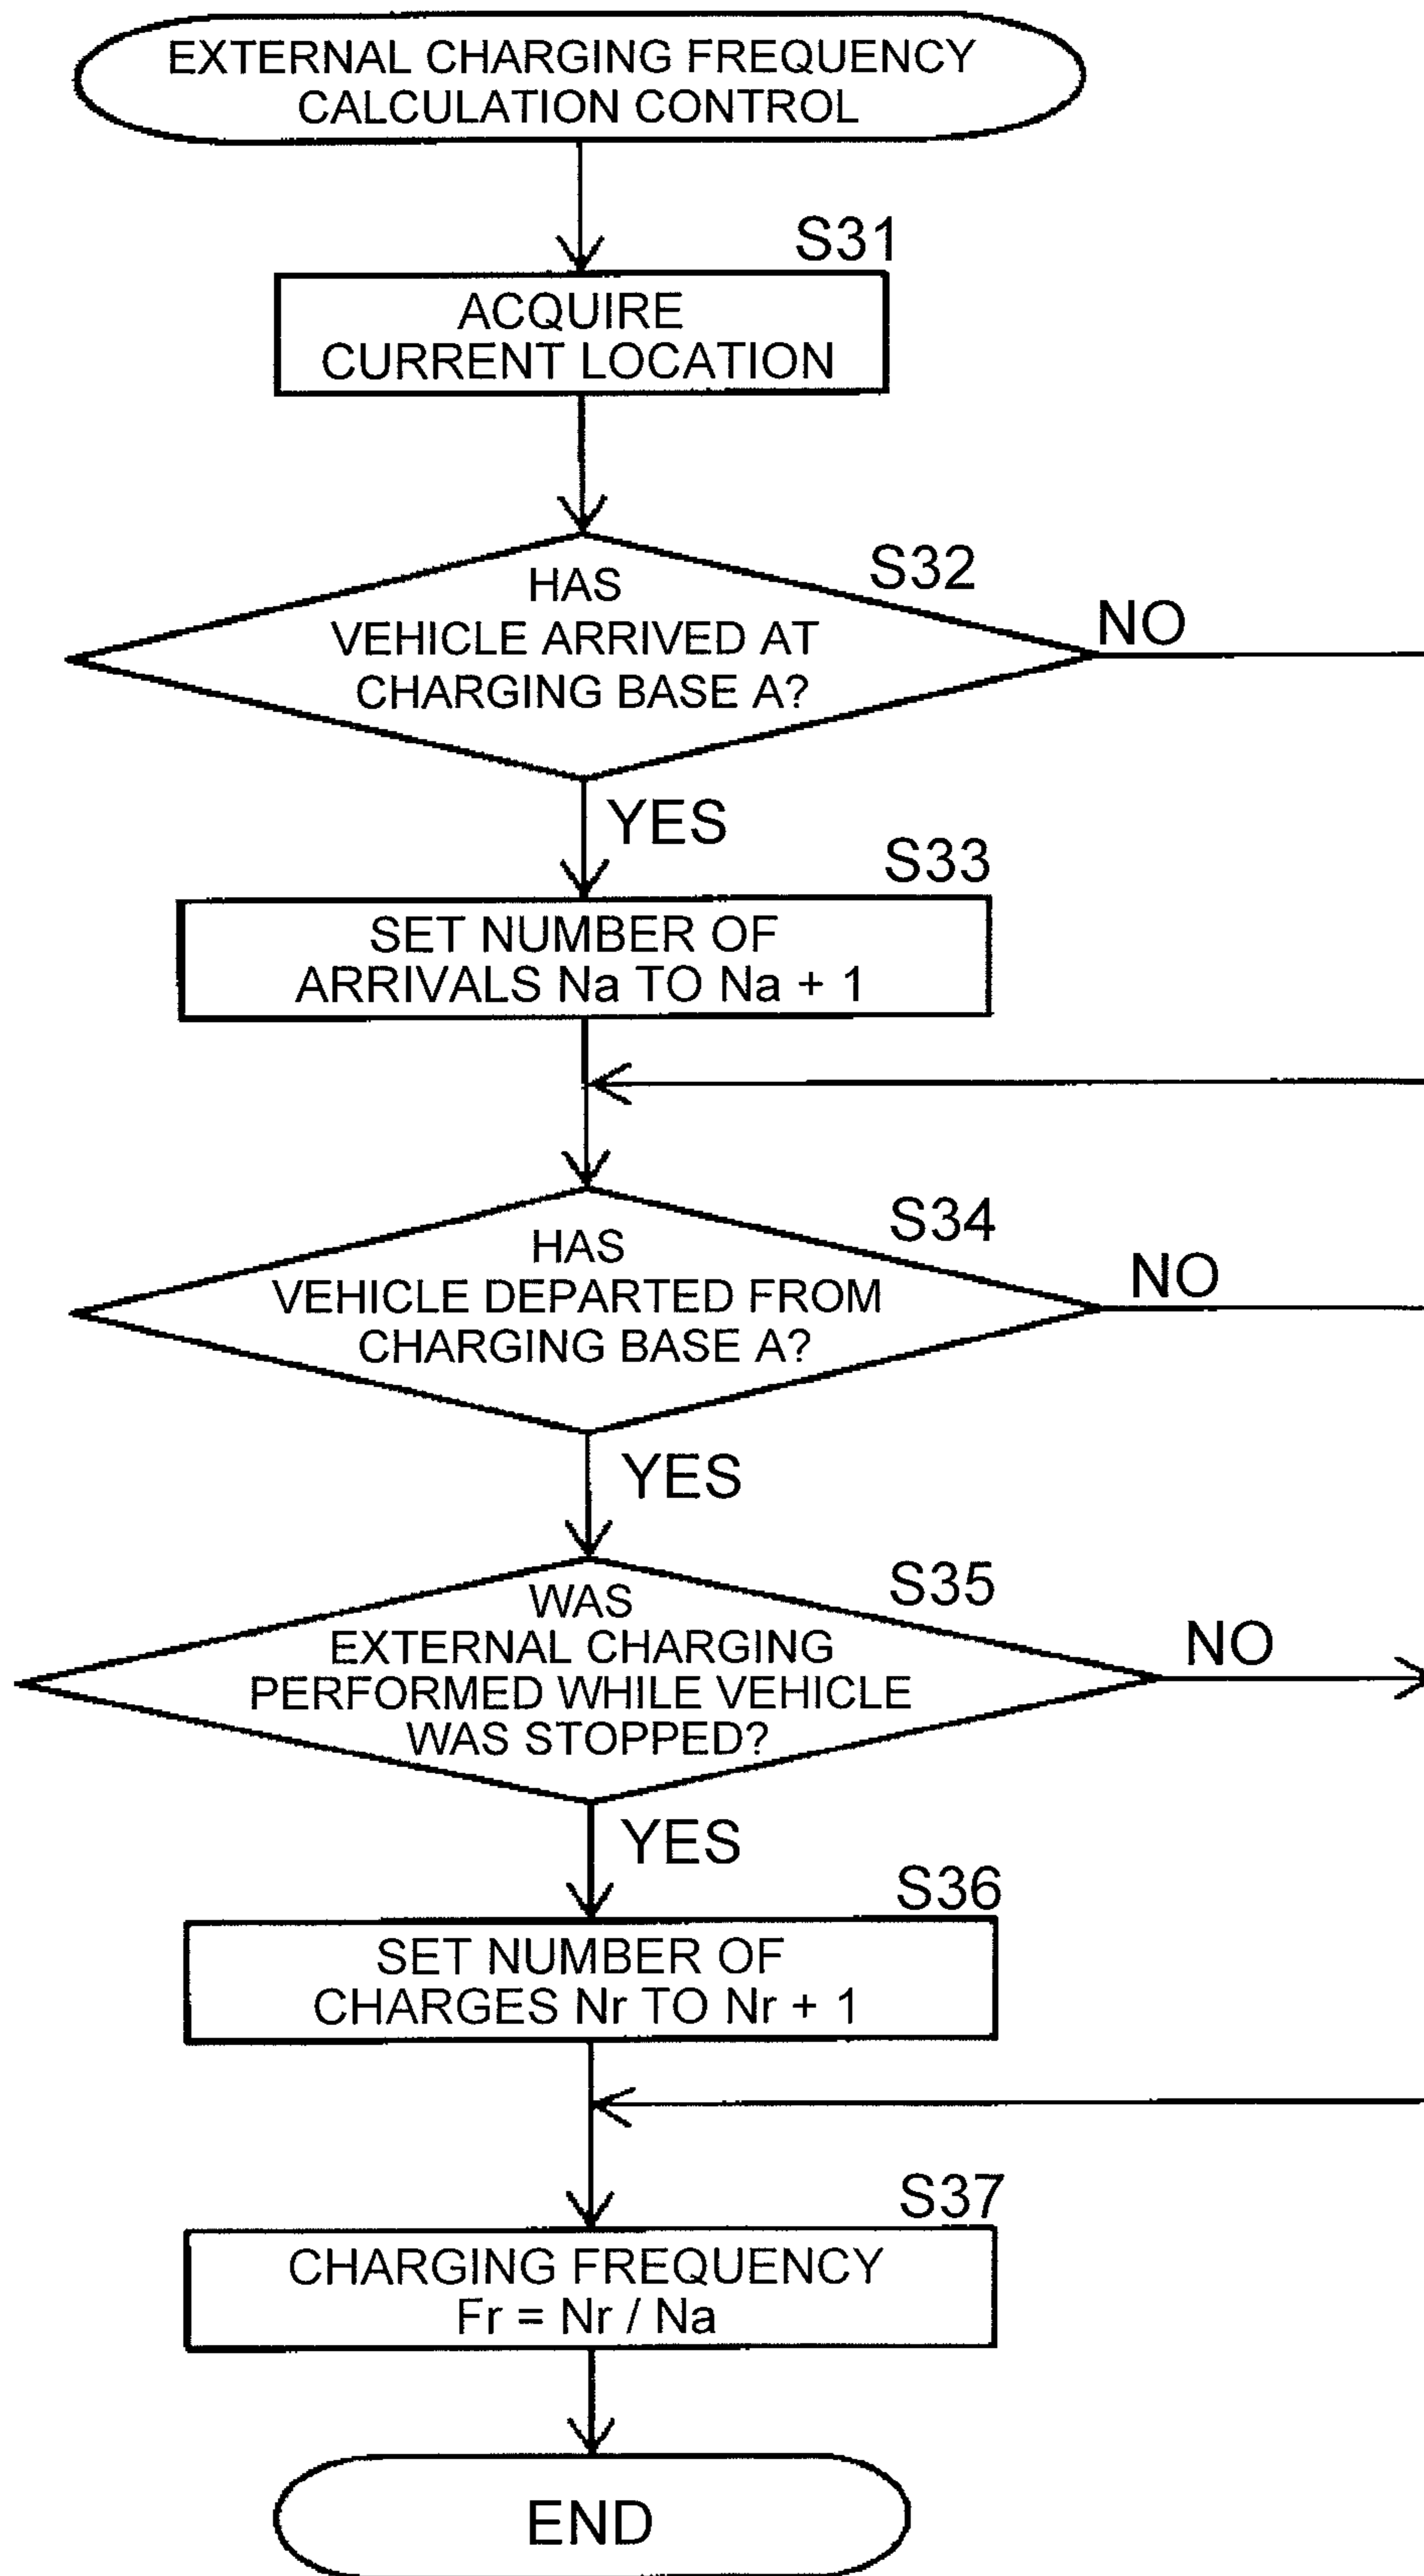 EXTERNAL CHARGING FREQUENCY
CALCULATION CONTROL
S31
ACQUIRE
CURRENT LOCATION
S32
HAS
VEHICLE ARRIVED AT
CHARGING BASE A?
NO
YES
S33
SET NUMBER OF
ARRIVALS Na TO Na + 1
S34
HAS
VEHICLE DEPARTED FROM
CHARGING BASE A?
NO
YES
S35
WAS
EXTERNAL CHARGING
PERFORMED WHILE VEHICLE
WAS STOPPED?
NO
YES
S36
SET NUMBER OF
CHARGES Nr TO Nr + 1
S37
CHARGING FREQUENCY
Fr = Nr / Na
END